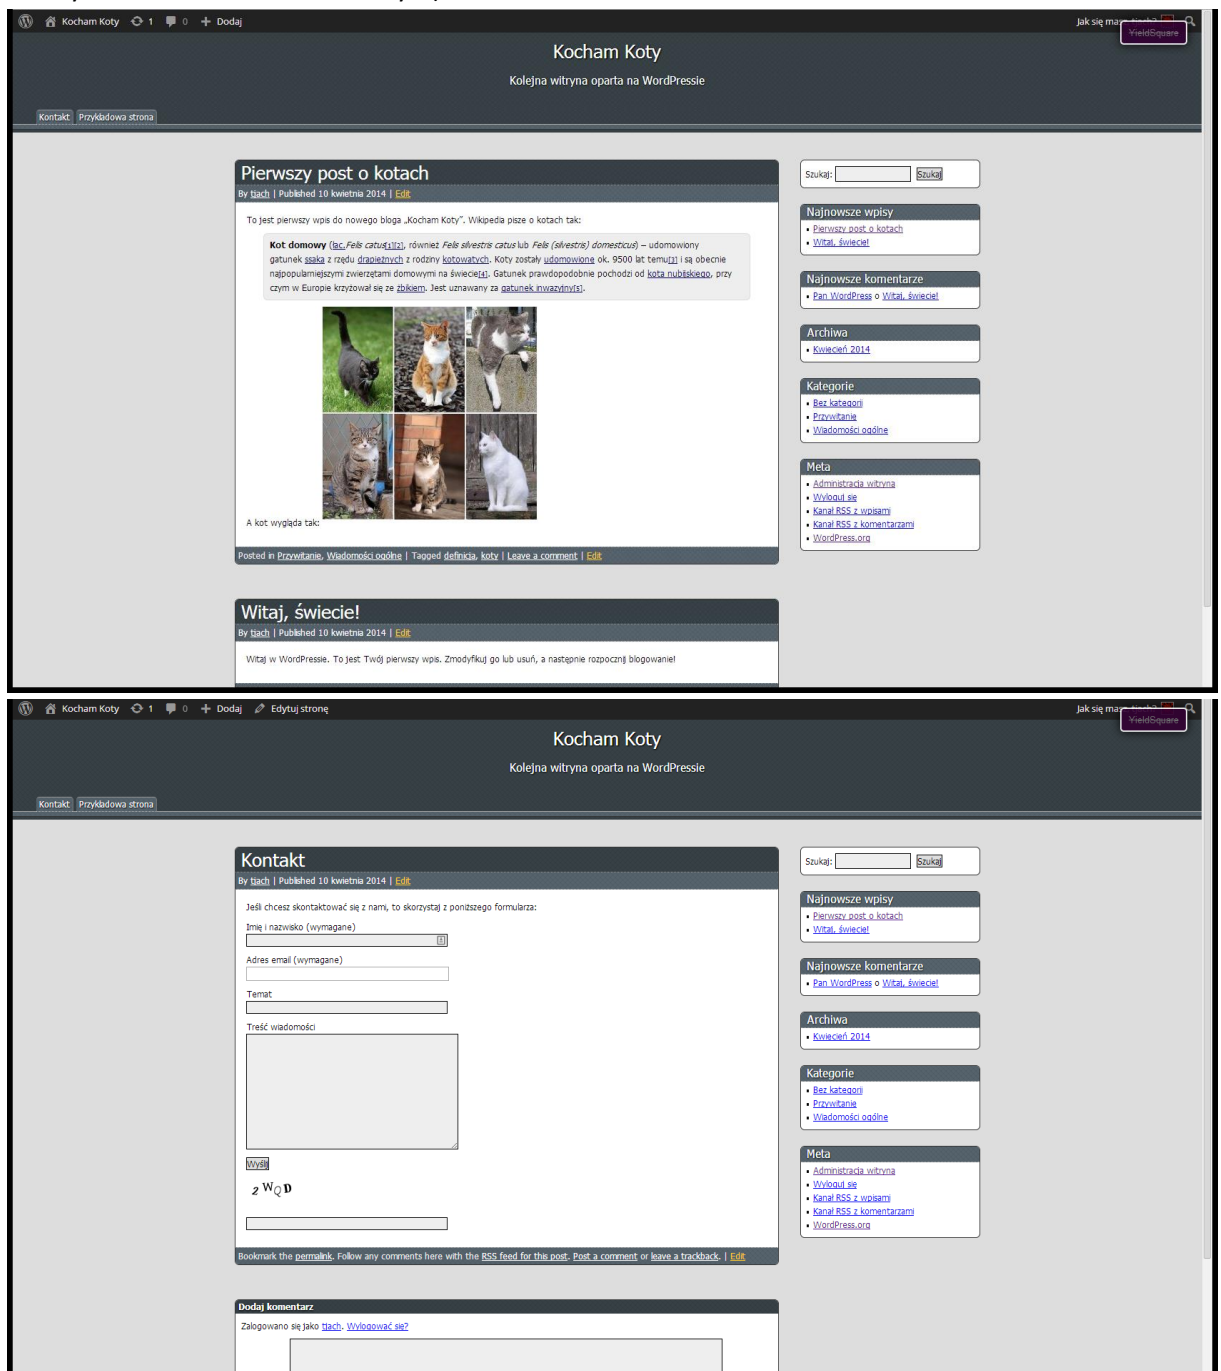 Kocham Koty 1 0 + Dodaj
Jak się
YieldSquare
Kocham Koty
Kolejna witryna oparta na WordPressie
Kontakt Przykładowa strona
Pierwszy post o kotach
By tjach | Published 10 kwietnia 2014 | Edit
To jest pierwszy wpis do nowego bloga „Kocham Koty”. Wikipedia pisze o kotach tak:
Kot domowy (łac.Felis catus[1][2], również Felis silvestris catus lub Felis (silvestris) domesticus) – udomowiony
gatunek ssaka z rzędu drapieżnych z rodziny kotowatych. Koty zostały udomowione ok. 9500 lat temu[3] i są obecnie
najpopularniejszymi zwierzętami domowymi na świecie[4]. Gatunek prawdopodobnie pochodzi od kota nubijskiego, przy
czym w Europie krzyżował się ze żbikiem. Jest uznawany za gatunek inwazyjny[5].
A kot wygląda tak:
Posted in Przywitanie, Wiadomości ogólne | Tagged definicja, koty | Leave a comment | Edit
Witaj, świecie!
By tjach | Published 10 kwietnia 2014 | Edit
Witaj w WordPressie. To jest Twój pierwszy wpis. Zmodyfikuj go lub usuń, a następnie rozpocznij blogowanie!
Szukaj: Szukaj
Najnowsze wpisy
Pierwszy post o kotach
Witaj, świecie!
Najnowsze komentarze
Pan WordPress o Witaj, świecie!
Archiwa
Kwiecień 2014
Kategorie
Bez kategorii
Przywitanie
Wiadomości ogólne
Meta
Administracja witryną
Wyloguj się
Kanał RSS z wpisami
Kanał RSS z komentarzami
WordPress.org
Kocham Koty 1 0 + Dodaj Edytuj stronę
Jak się
YieldSquare
Kocham Koty
Kolejna witryna oparta na WordPressie
Kontakt Przykładowa strona
Kontakt
By tjach | Published 10 kwietnia 2014 | Edit
Jeśli chcesz skontaktować się z nami, to skorzystaj z poniższego formularza:
Imię i nazwisko (wymagane)
Adres email (wymagane)
Temat
Treść wiadomości
Wyślij
2WQD
Bookmark the permalink. Follow any comments here with the RSS feed for this post. Post a comment or leave a trackback. | Edit
Dodaj komentarz
Zalogowano się jako tjach. Wylogować się?
Szukaj: Szukaj
Najnowsze wpisy
Pierwszy post o kotach
Witaj, świecie!
Najnowsze komentarze
Pan WordPress o Witaj, świecie!
Archiwa
Kwiecień 2014
Kategorie
Bez kategorii
Przywitanie
Wiadomości ogólne
Meta
Administracja witryną
Wyloguj się
Kanał RSS z wpisami
Kanał RSS z komentarzami
WordPress.org